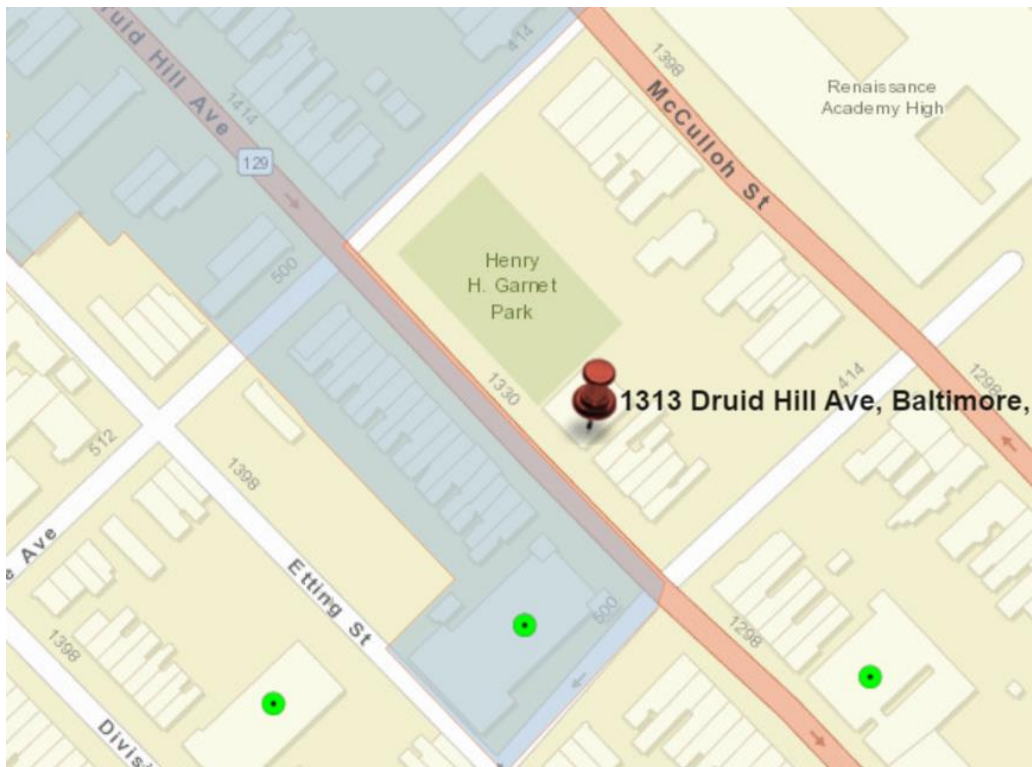 ruid Hill Ave
1414
129
414
1398
McCulloh St
Renaissance
Academy High
500
Henry
H. Garnet
Park
1330
414
1298
1313 Druid Hill Ave, Baltimore,
512
1398
e Ave
Etting St
500
1298
1398
Divis